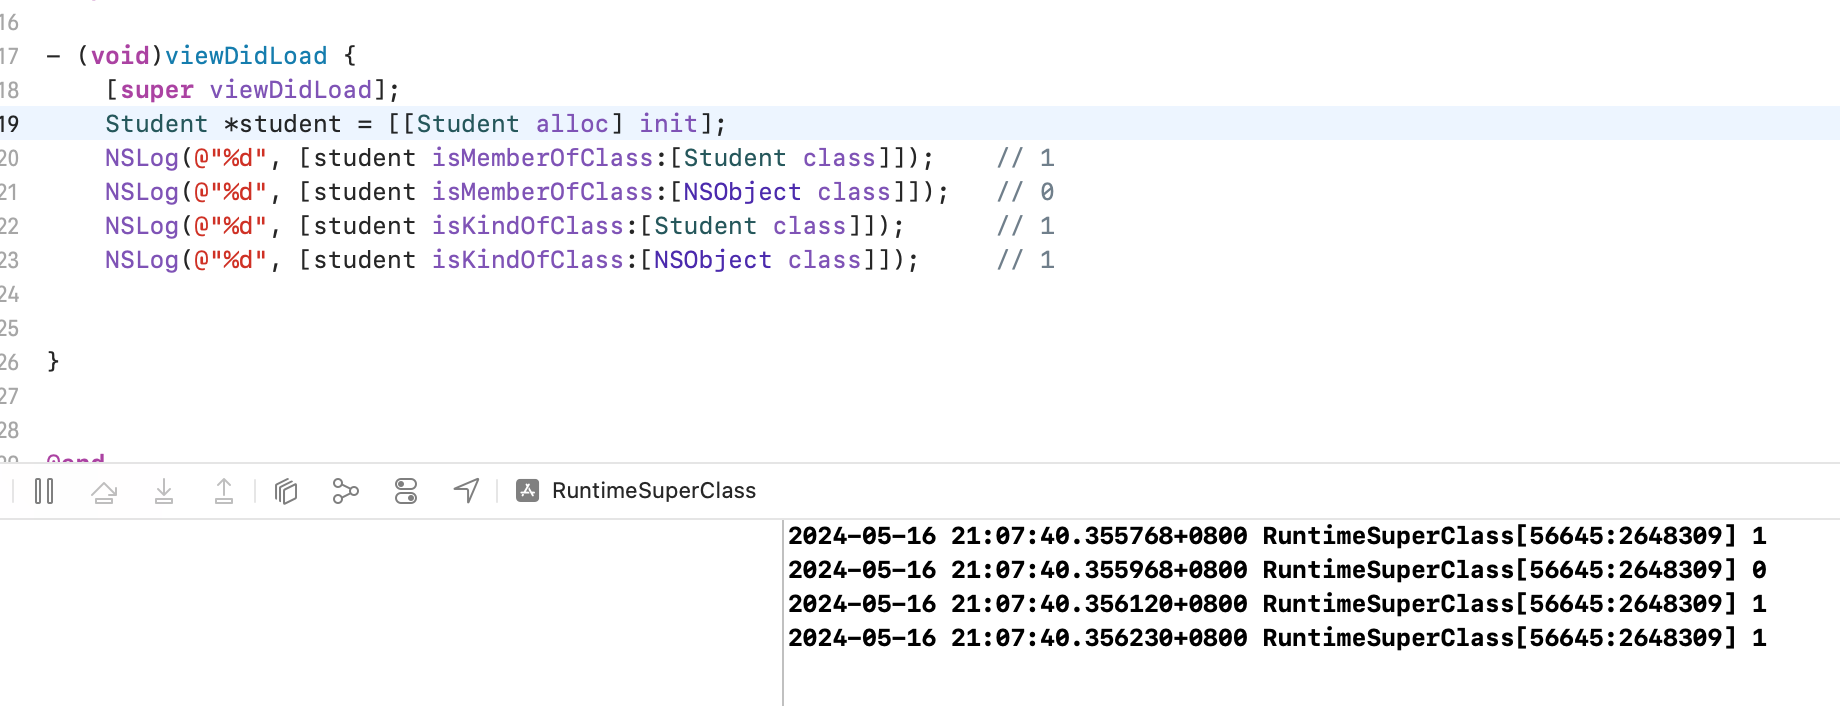 16
17 - (void)viewDidLoad {
18 [super viewDidLoad];
19 Student *student = [[Student alloc] init];
20 NSLog(@"%d", [student isMemberOfClass:[Student class]]); // 1
21 NSLog(@"%d", [student isMemberOfClass:[NSObject class]]); // 0
22 NSLog(@"%d", [student isKindOfClass:[Student class]]); // 1
23 NSLog(@"%d", [student isKindOfClass:[NSObject class]]); // 1
24
25
26 }
27
28
29 @end
RuntimeSuperClass
2024-05-16 21:07:40.355768+0800 RuntimeSuperClass[56645:2648309] 1
2024-05-16 21:07:40.355968+0800 RuntimeSuperClass[56645:2648309] 0
2024-05-16 21:07:40.356120+0800 RuntimeSuperClass[56645:2648309] 1
2024-05-16 21:07:40.356230+0800 RuntimeSuperClass[56645:2648309] 1